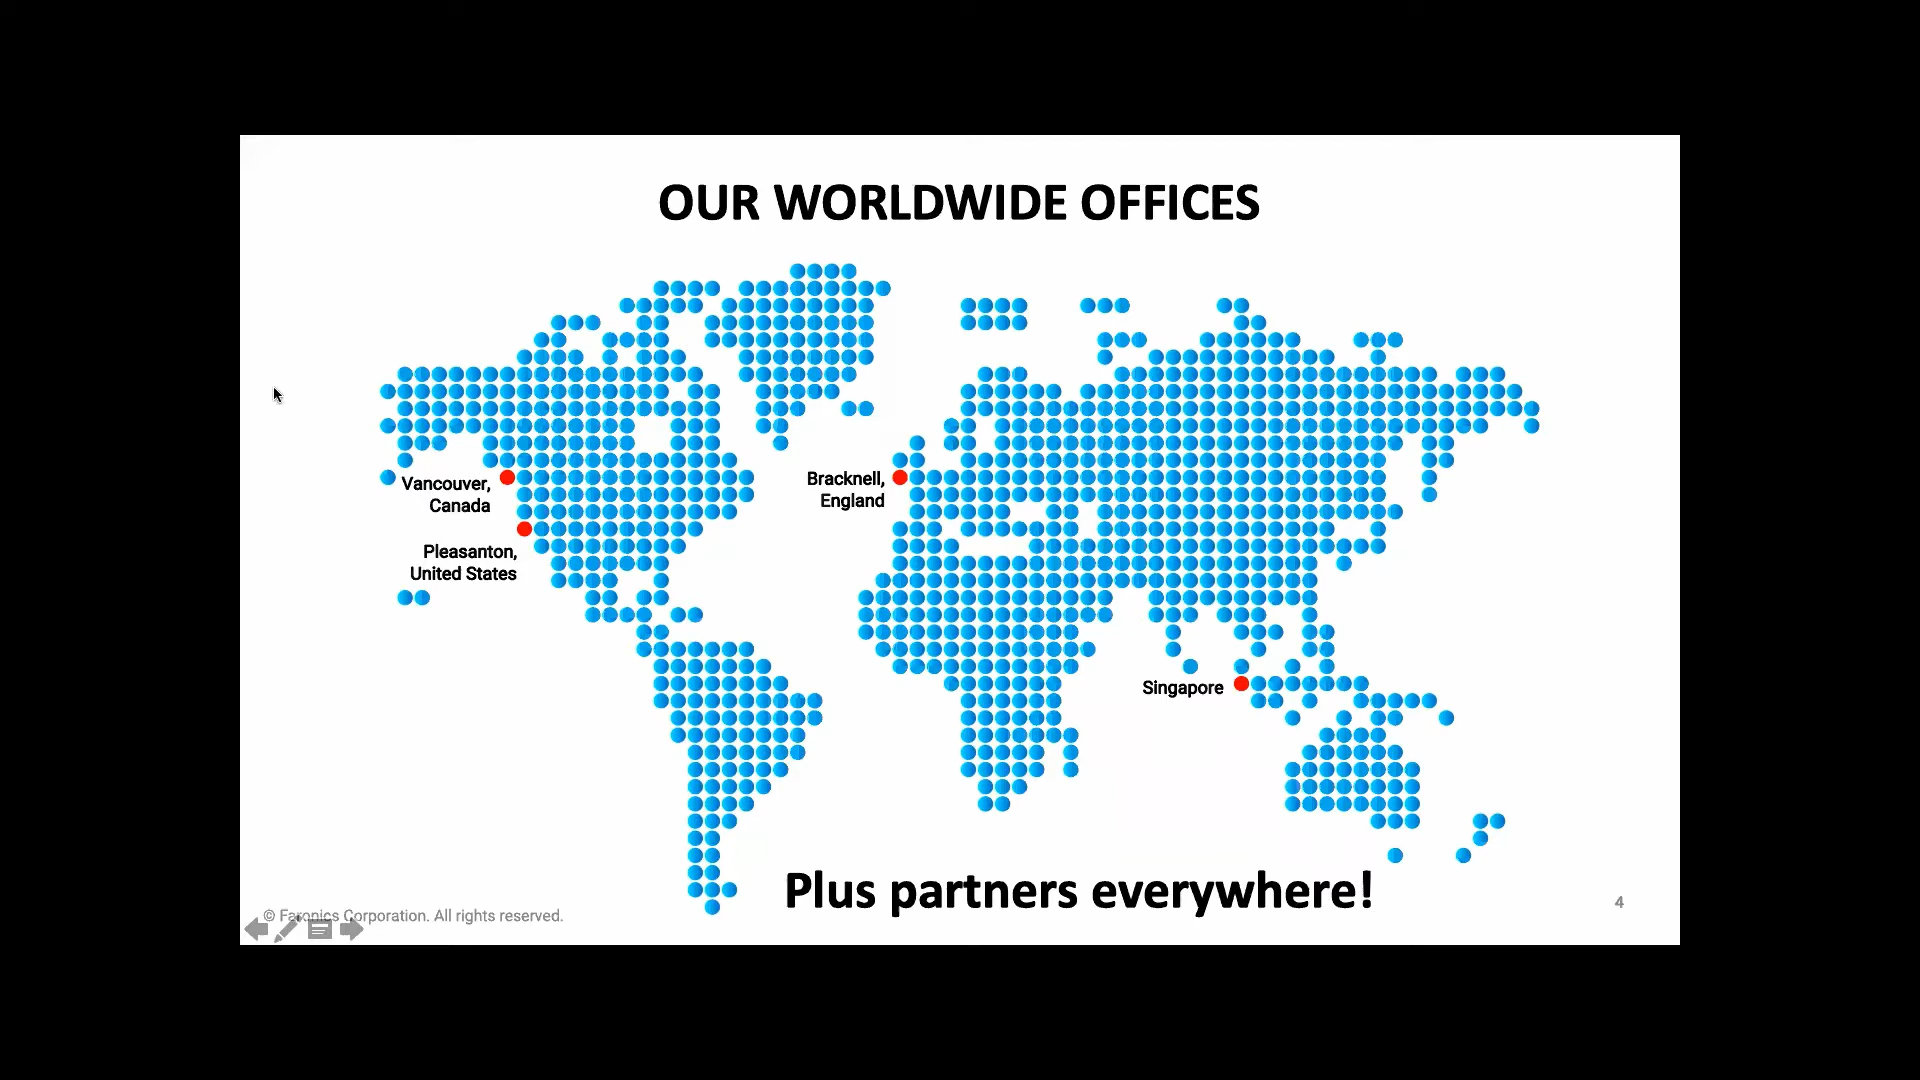 OUR WORLDWIDE OFFICES
Vancouver,
Canada
Bracknell,
England
Pleasanton,
United States
Singapore
Plus partners everywhere!
© Faronics Corporation. All rights reserved.
4